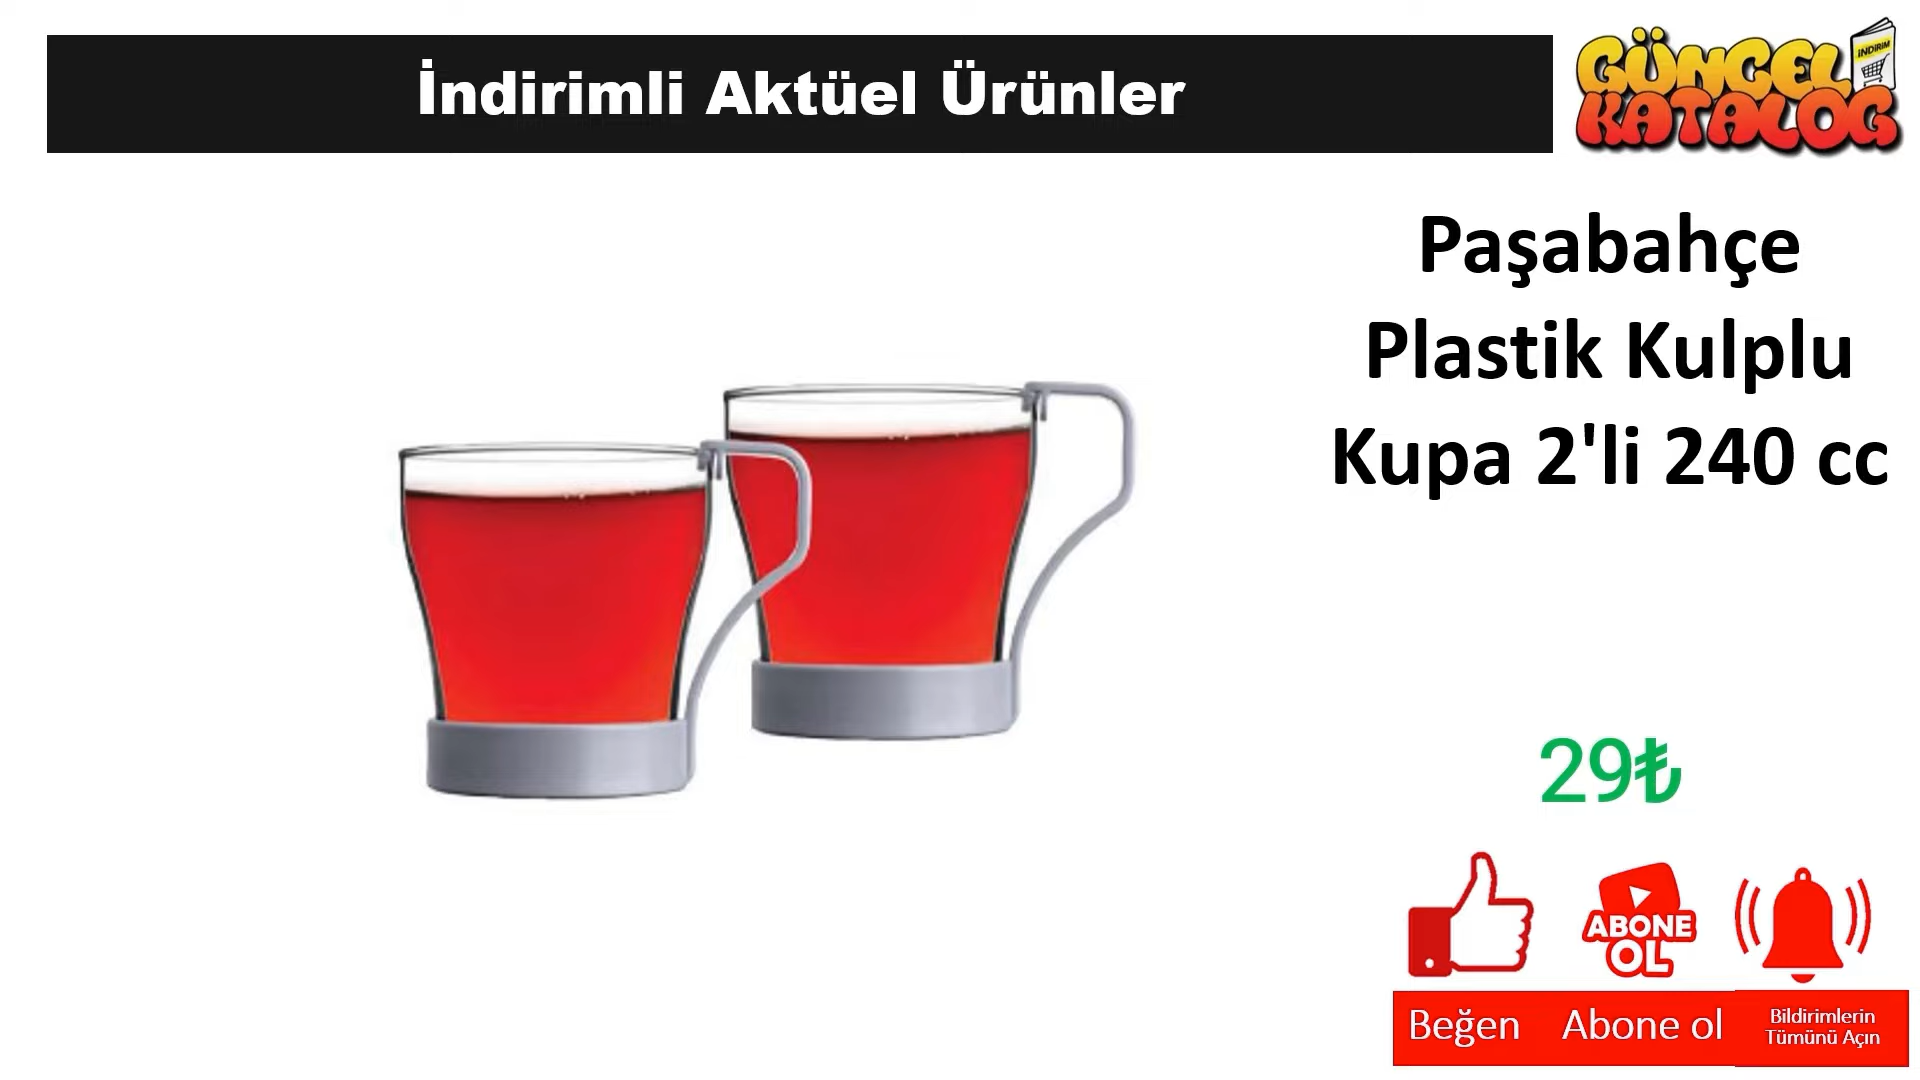 İndirimli Aktüel Ürünler
GÜNCEL
KATALOG
İNDİRİM
Paşabahçe
Plastik Kulplu
Kupa 2'li 240 cc
29₺
ABONE
OL
Beğen
Abone ol
Bildirimlerin
Tümünü Açın